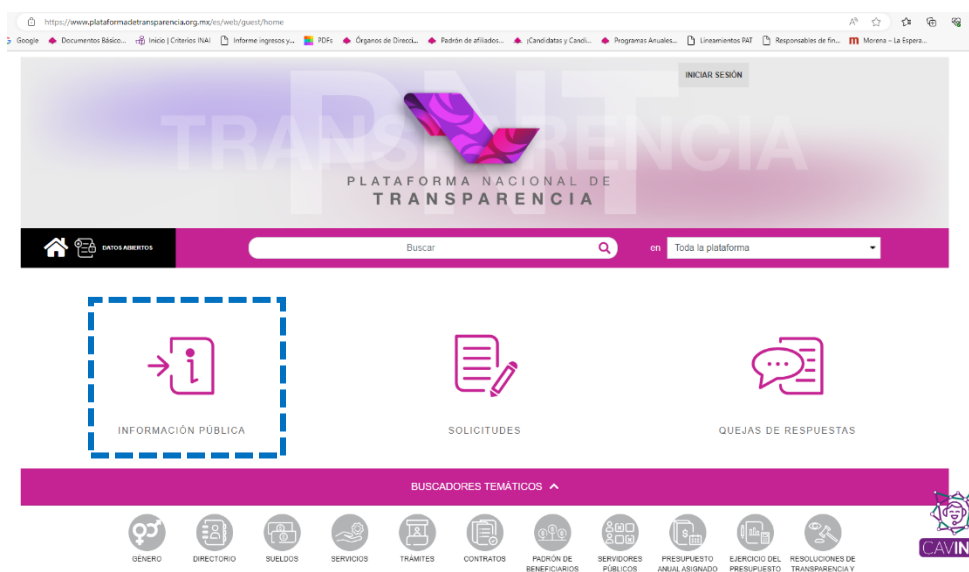 https://www.plataformadetransparencia.org.mx/es/web/guest/home
Google Documentos Básico... Inicio | Criterios INAI Informe ingresos y... PDFs Órganos de Direcci... Padrón de afiliados... ¡Candidatas y Candi... Programas Anuales... Lineamientos PAT Responsables de fin... Morena – La Espera...
INICIAR SESIÓN
PNT
TRANSPARENCIA
PLATAFORMA NACIONAL DE
TRANSPARENCIA
DATOS ABIERTOS Buscar en Toda la plataforma
INFORMACIÓN PÚBLICA SOLICITUDES QUEJAS DE RESPUESTAS
BUSCADORES TEMÁTICOS
GÉNERO DIRECTORIO SUELDOS SERVICIOS TRÁMITES CONTRATOS PADRÓN DE SERVIDORES PRESUPUESTO EJERCICIO DEL RESOLUCIONES DE
BENEFICIARIOS PÚBLICOS ANUAL ASIGNADO PRESUPUESTO TRANSPARENCIA Y
CAVIN